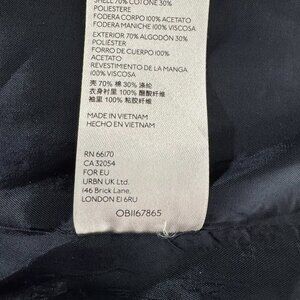 SHELL 70% COTONE 30%
POLIESTERE
FODERA CORPO 100% ACETATO
FODERA MANICHE 100% VISCOSA
EXTERIOR 70% ALGODON 30%
POLIÉSTER
FORRO DE CUERPO 100%
ACETATO
REVESTIMIENTO DE LA MANGA
100% VISCOSA
壳 70% 棉 30% 涤纶
衣身衬里 100% 醋酸纤维
袖里 100% 粘胶纤维
MADE IN VIETNAM
HECHO EN VIETNAM
RN 66170
CA 32054
FOR EU
URBN UK Ltd.
146 Brick Lane,
LONDON E1 6RU
OB1167865